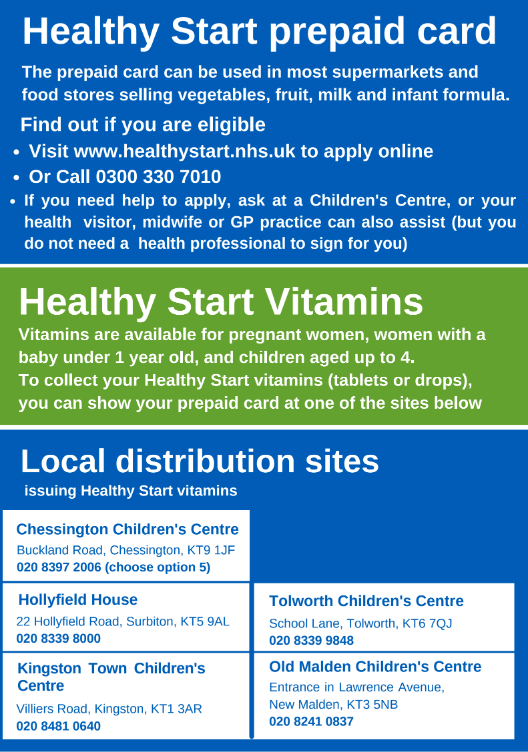 Healthy Start prepaid card
The prepaid card can be used in most supermarkets and
food stores selling vegetables, fruit, milk and infant formula.
Find out if you are eligible
• Visit www.healthystart.nhs.uk to apply online
• Or Call 0300 330 7010
• If you need help to apply, ask at a Children's Centre, or your
health visitor, midwife or GP practice can also assist (but you
do not need a health professional to sign for you)
Healthy Start Vitamins
Vitamins are available for pregnant women, women with a
baby under 1 year old, and children aged up to 4.
To collect your Healthy Start vitamins (tablets or drops),
you can show your prepaid card at one of the sites below
Local distribution sites
issuing Healthy Start vitamins
Chessington Children's Centre
Buckland Road, Chessington, KT9 1JF
020 8397 2006 (choose option 5)
Hollyfield House
22 Hollyfield Road, Surbiton, KT5 9AL
020 8339 8000
Kingston Town Children's
Centre
Villiers Road, Kingston, KT1 3AR
020 8481 0640
Tolworth Children's Centre
School Lane, Tolworth, KT6 7QJ
020 8339 9848
Old Malden Children's Centre
Entrance in Lawrence Avenue,
New Malden, KT3 5NB
020 8241 0837